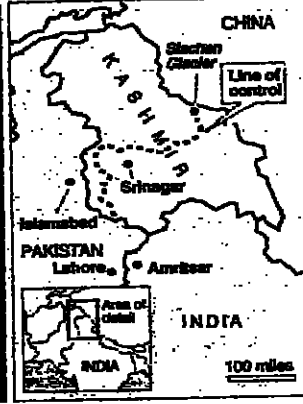 CHINA
Siachen
Glacier
Line of
control
KASHMIR
Srinagar
Islamabad
PAKISTAN
Lahore
Amritsar
Area of
detail
INDIA
INDIA
100 miles